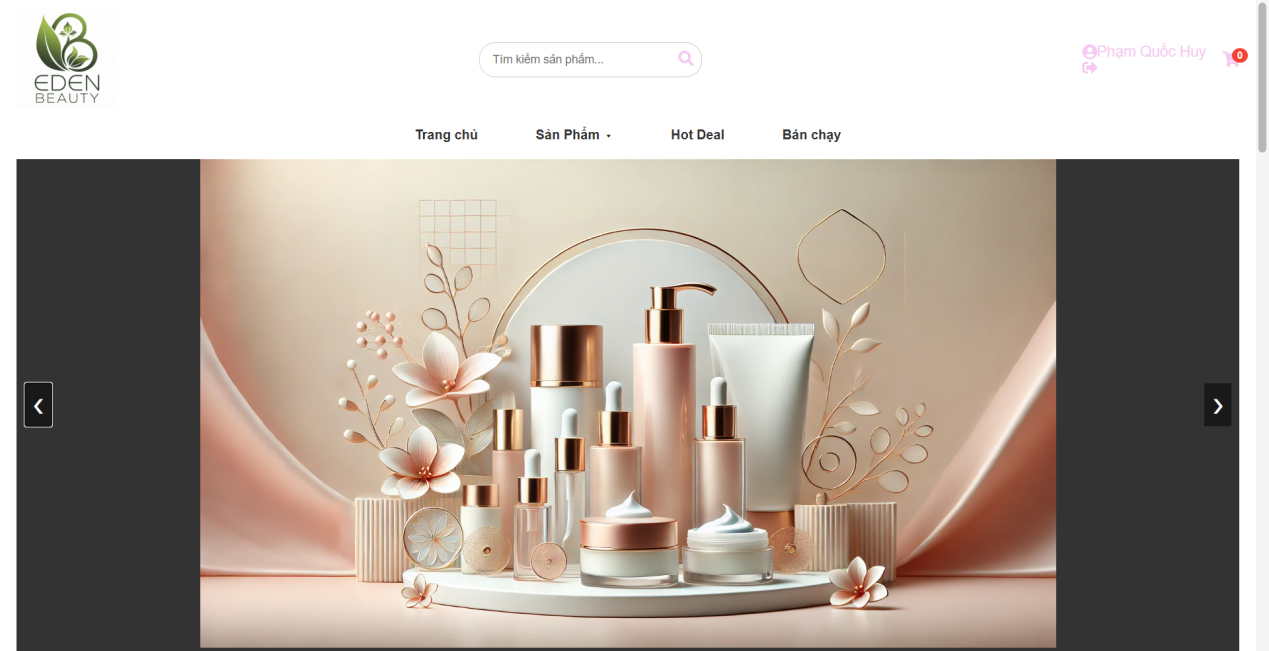 EDEN
BEAUTY
Tìm kiếm sản phẩm...
Phạm Quốc Huy
0
Trang chủ
Sản Phẩm
Hot Deal
Bán chạy